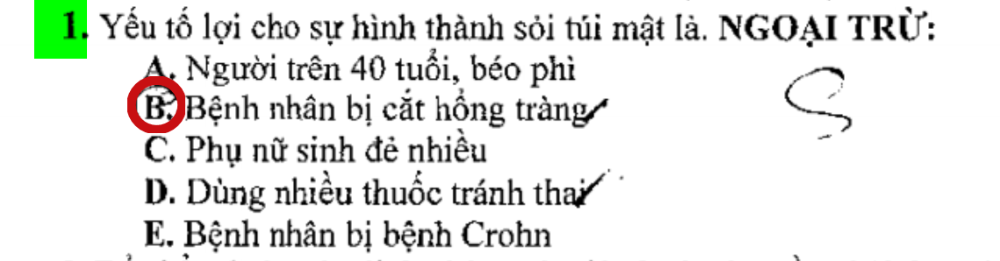 1. Yếu tố lợi cho sự hình thành sỏi túi mật là. NGOẠI TRỪ:
A. Người trên 40 tuổi, béo phì
B. Bệnh nhân bị cắt hồng tràng
C. Phụ nữ sinh đẻ nhiều
D. Dùng nhiều thuốc tránh thai
E. Bệnh nhân bị bệnh Crohn